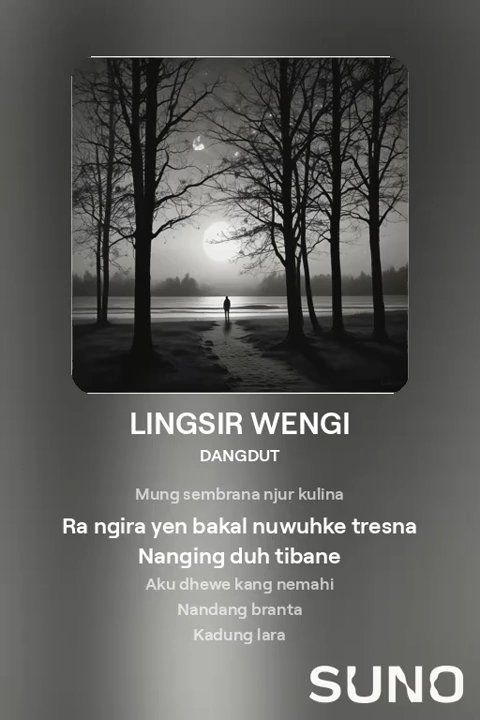 LINGSIR WENGI
DANGDUT
Mung sembrana njur kulina
Ra ngira yen bakal nuwuhke tresna
Nanging duh tibane
Aku dhewe kang nemahi
Nandang branta
Kadung lara
SUNO